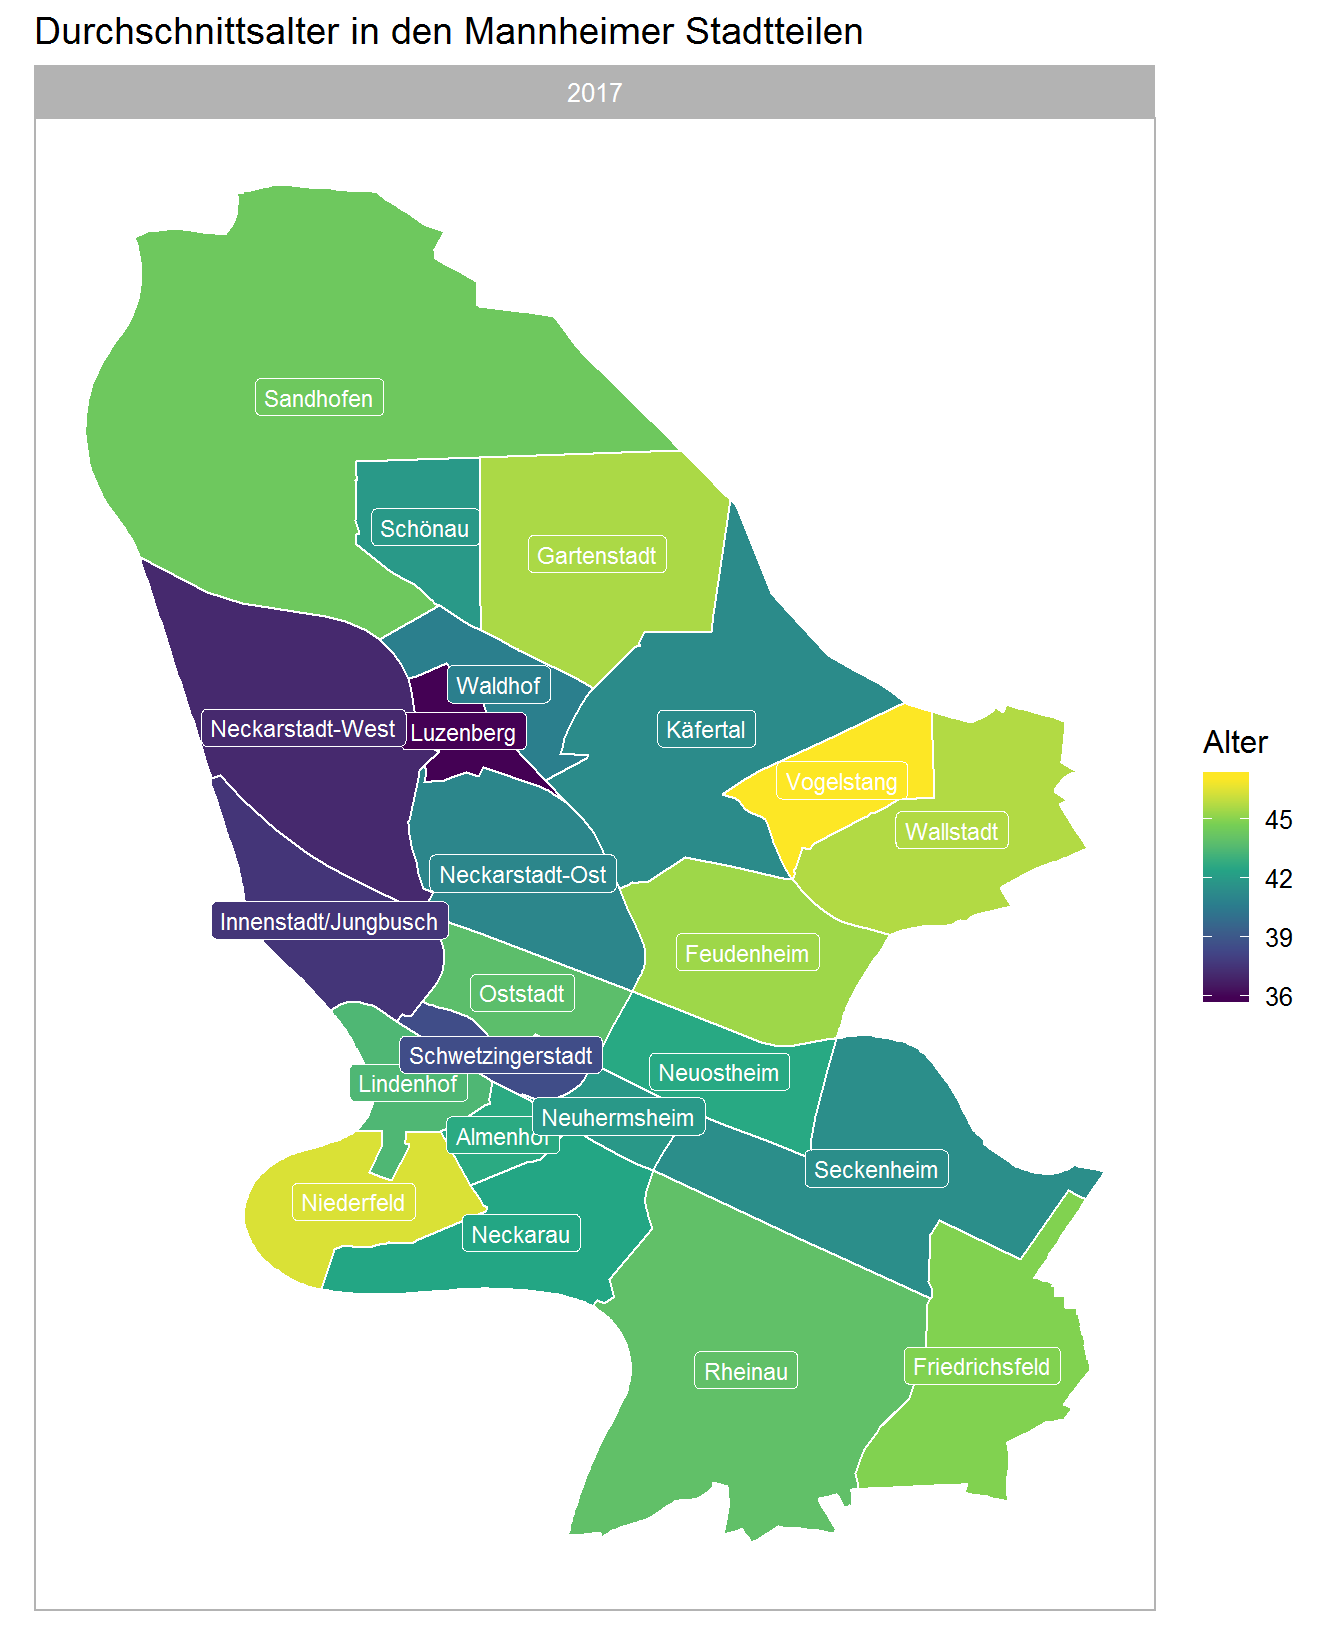 Durchschnittsalter in den Mannheimer Stadtteilen
2017
Sandhofen
Schönau
Gartenstadt
Waldhof
Neckarstadt-West
Luzenberg
Käfertal
Vogelstang
Wallstadt
Neckarstadt-Ost
Innenstadt/Jungbusch
Feudenheim
Oststadt
Schwetzingerstadt
Neuostheim
Lindenhof
Neuhermsheim
Almenhof
Seckenheim
Niederfeld
Neckarau
Rheinau
Friedrichsfeld
Alter
45
42
39
36